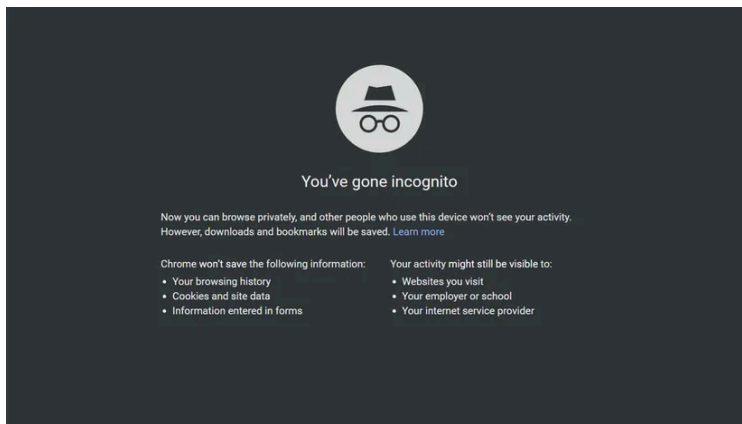 You've gone incognito
Now you can browse privately, and other people who use this device won't see your activity.
However, downloads and bookmarks will be saved. Learn more
Chrome won't save the following information:
• Your browsing history
• Cookies and site data
• Information entered in forms
Your activity might still be visible to:
• Websites you visit
• Your employer or school
• Your internet service provider